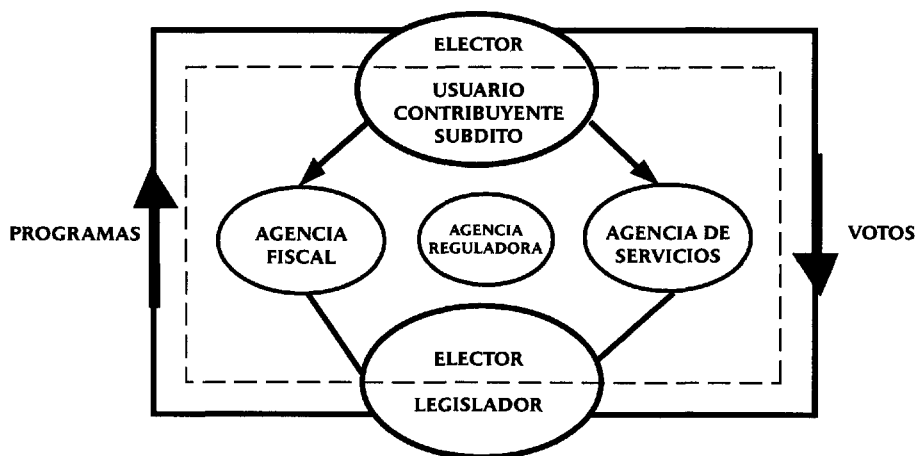 ELECTOR
USUARIO
CONTRIBUYENTE
SUBDITO
PROGRAMAS
AGENCIA
FISCAL
AGENCIA
REGULADORA
AGENCIA DE
SERVICIOS
VOTOS
ELECTOR
LEGISLADOR